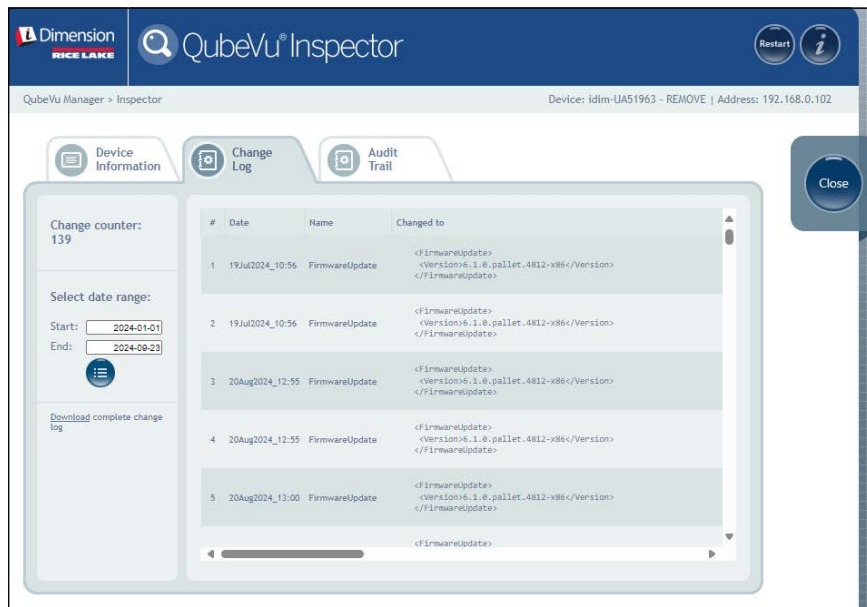 iDimension
RICE LAKE
QubeVu® Inspector
Restart
i
QubeVu Manager > Inspector
Device: idim-UA51963 - REMOVE | Address: 192.168.0.102
Device Information
Change Log
Audit Trail
Close
Change counter:
139
Select date range:
Start: 2024-01-01
End: 2024-09-23
Download complete change
log
# Date Name Changed to
<FirmwareUpdate>
1 19Jul2024_10:56 FirmwareUpdate <Version>6.1.0.pallet.4812-x86</Version>
</FirmwareUpdate>
<FirmwareUpdate>
2 19Jul2024_10:56 FirmwareUpdate <Version>6.1.0.pallet.4812-x86</Version>
</FirmwareUpdate>
<FirmwareUpdate>
3 20Aug2024_12:55 FirmwareUpdate <Version>6.1.0.pallet.4812-x86</Version>
</FirmwareUpdate>
<FirmwareUpdate>
4 20Aug2024_12:55 FirmwareUpdate <Version>6.1.0.pallet.4812-x86</Version>
</FirmwareUpdate>
<FirmwareUpdate>
5 20Aug2024_13:00 FirmwareUpdate <Version>6.1.0.pallet.4812-x86</Version>
</FirmwareUpdate>
<FirmwareUpdate>